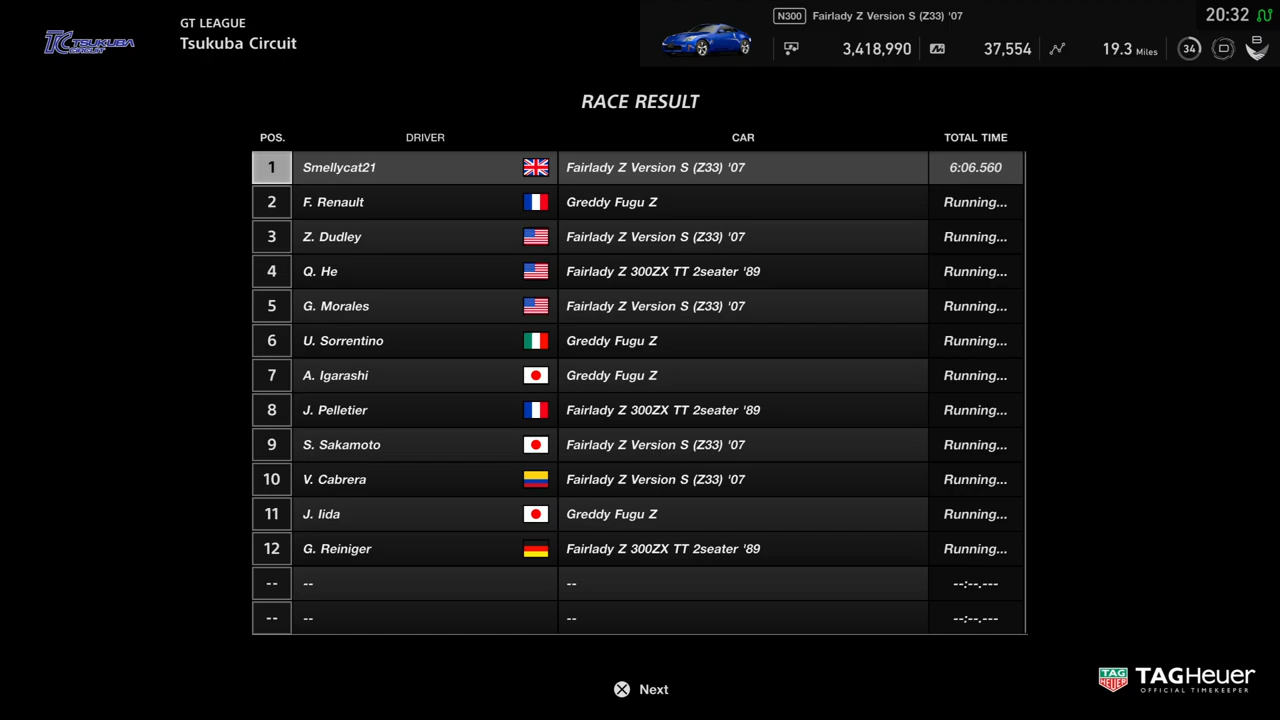 GT LEAGUE
Tsukuba Circuit
TC TSUKUBA CIRCUIT
N300 Fairlady Z Version S (Z33) '07
20:32
3,418,990 37,554 19.3 Miles 34 B
RACE RESULT
POS. DRIVER CAR TOTAL TIME
1 Smellycat21 Fairlady Z Version S (Z33) '07 6:06.560
2 F. Renault Greddy Fugu Z Running...
3 Z. Dudley Fairlady Z Version S (Z33) '07 Running...
4 Q. He Fairlady Z 300ZX TT 2seater '89 Running...
5 G. Morales Fairlady Z Version S (Z33) '07 Running...
6 U. Sorrentino Greddy Fugu Z Running...
7 A. Igarashi Greddy Fugu Z Running...
8 J. Pelletier Fairlady Z 300ZX TT 2seater '89 Running...
9 S. Sakamoto Fairlady Z Version S (Z33) '07 Running...
10 V. Cabrera Fairlady Z Version S (Z33) '07 Running...
11 J. Iida Greddy Fugu Z Running...
12 G. Reiniger Fairlady Z 300ZX TT 2seater '89 Running...
-- -- -- --:--.---
-- -- -- --:--.---
Next
TAG HEUER TAGHeuer
OFFICIAL TIMEKEEPER